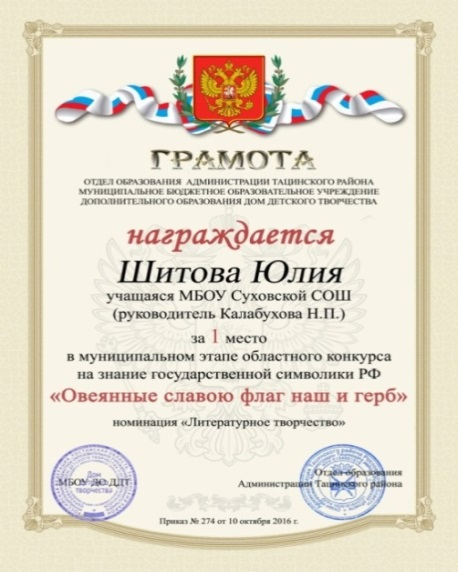 ГРАМОТА
ОТДЕЛ ОБРАЗОВАНИЯ АДМИНИСТРАЦИИ ТАЦИНСКОГО РАЙОНА
МУНИЦИПАЛЬНОЕ БЮДЖЕТНОЕ ОБРАЗОВАТЕЛЬНОЕ УЧРЕЖДЕНИЕ
ДОПОЛНИТЕЛЬНОГО ОБРАЗОВАНИЯ ДОМ ДЕТСКОГО ТВОРЧЕСТВА
награждается
Шитова Юлия
учащаяся МБОУ Суховской СОШ
(руководитель Калабухова Н.П.)
за 1 место
в муниципальном этапе областного конкурса
на знание государственной символики РФ
«Овеянные славою флаг наш и герб»
номинация «Литературное творчество»
Дом
МБОУ ДО ДДТ
творчества
Отдел образования
Администрации Тацинского района
Приказ № 274 от 10 октября 2016 г.